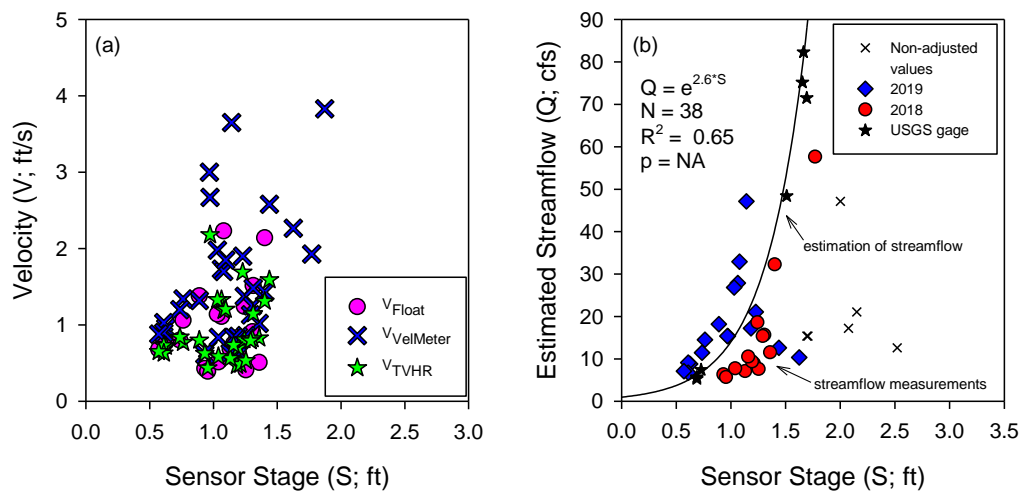 (a)
Velocity (V; ft/s)
5
4
3
2
1
0
V_Float
V_VelMeter
V_TVHR
0.0 0.5 1.0 1.5 2.0 2.5 3.0
Sensor Stage (S; ft)
(b)
Estimated Streamflow (Q; cfs)
90
80
70
60
50
40
30
20
10
0
Q = e^2.6*S
N = 38
R² = 0.65
p = NA
Non-adjusted
values
2019
2018
USGS gage
estimation of streamflow
streamflow measurements
0.0 0.5 1.0 1.5 2.0 2.5 3.0 3.5
Sensor Stage (S; ft)